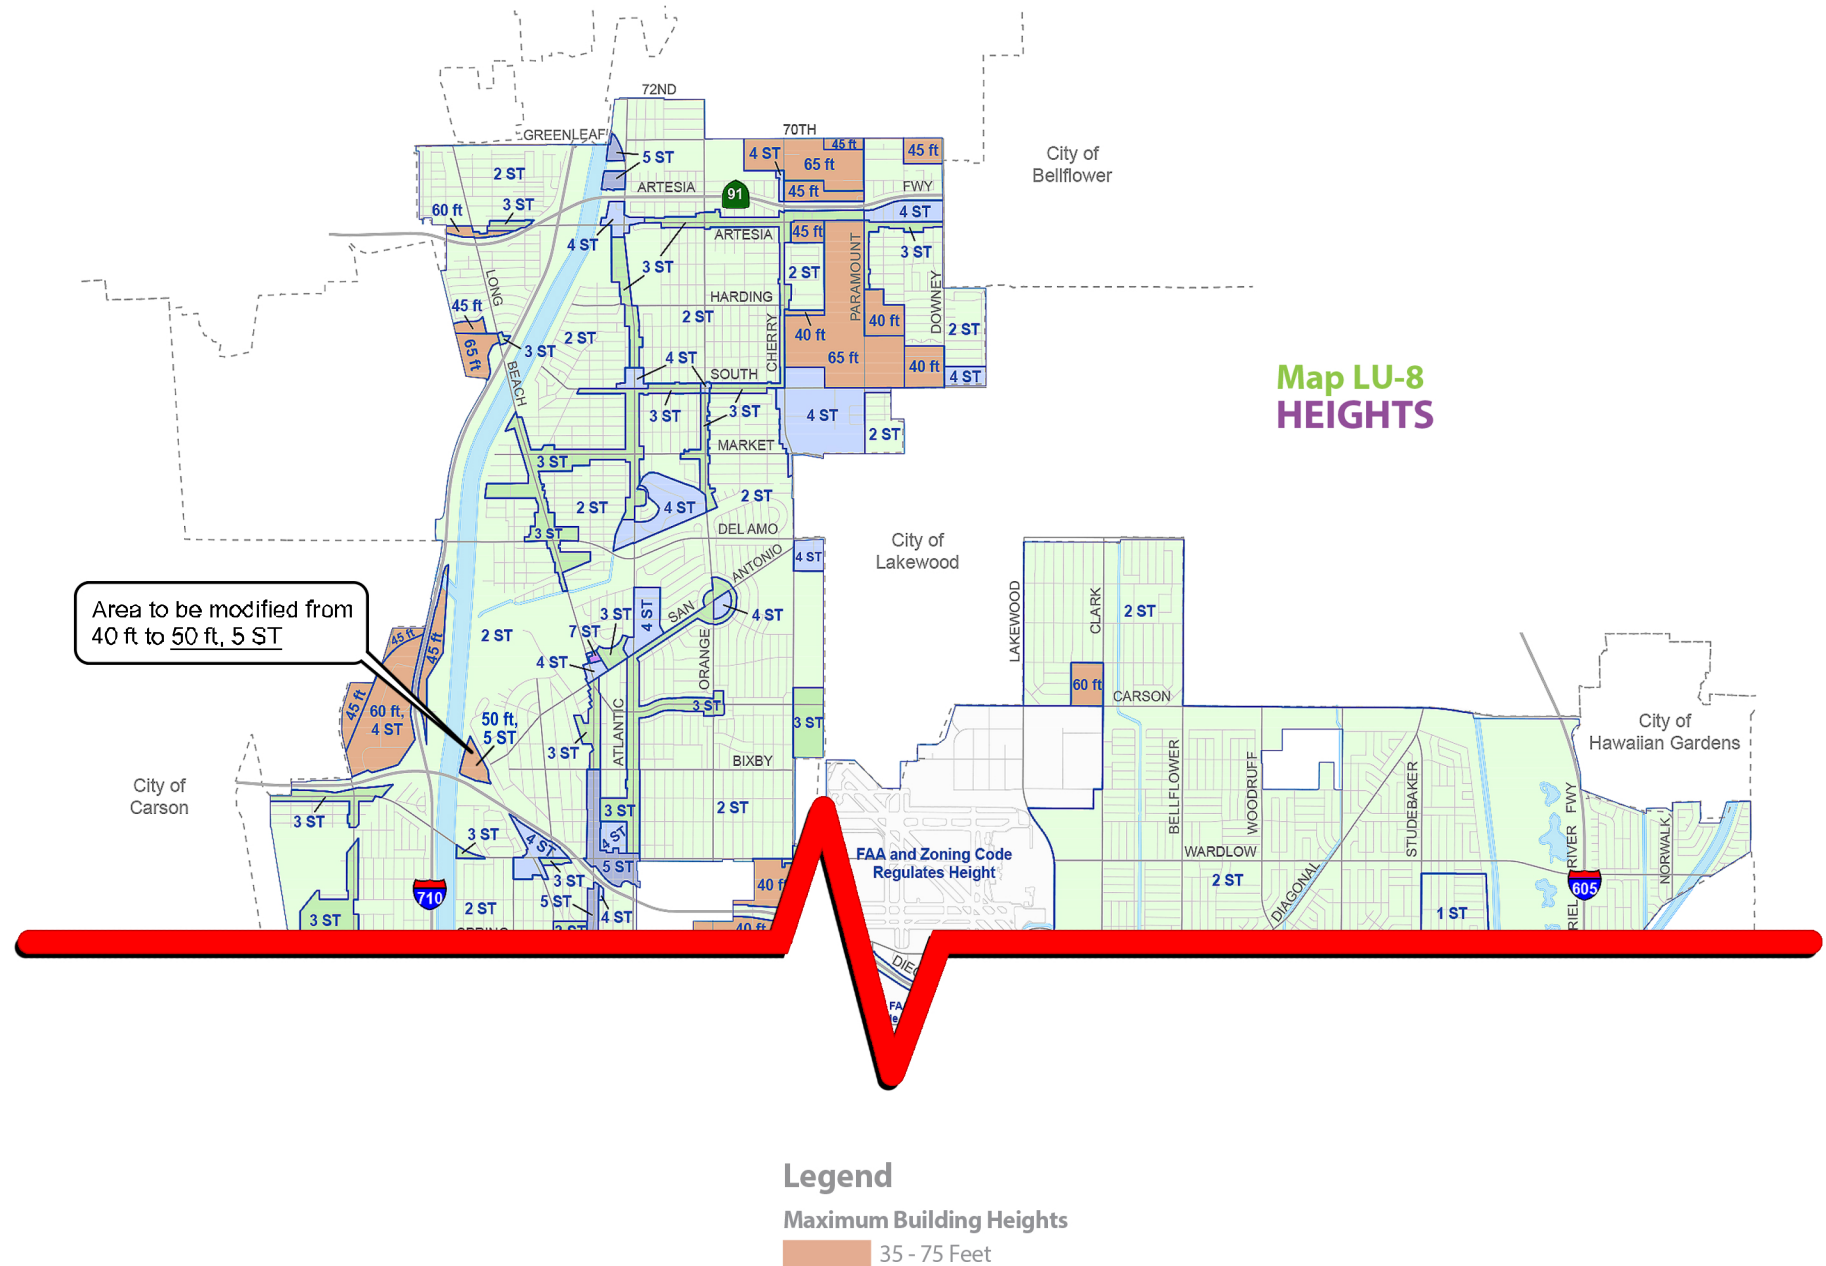 72ND
GREENLEAF
70TH
5 ST
4 ST
45 ft
65 ft
45 ft
City of
Bellflower
2 ST
ARTESIA
91
45 ft
FWY
3 ST
60 ft
4 ST
4 ST
45 ft
ARTESIA
3 ST
3 ST
2 ST
LONG
HARDING
PARAMOUNT
DOWNEY
45 ft
2 ST
2 ST
CHERRY
40 ft
40 ft
2 ST
65 ft
3 ST
4 ST
65 ft
40 ft
SOUTH
4 ST
BEACH
Map LU-8
HEIGHTS
3 ST
3 ST
4 ST
2 ST
MARKET
3 ST
2 ST
2 ST
4 ST
3 ST
DEL AMO
City of
Lakewood
4 ST
ANTONIO
Area to be modified from
40 ft to 50 ft, 5 ST
LAKEWOOD
CLARK
2 ST
3 ST
4 ST
SAN
4 ST
7 ST
45 ft
45 ft
2 ST
4 ST
ORANGE
60 ft
CARSON
45 ft
60 ft,
4 ST
50 ft,
5 ST
3 ST
3 ST
City of
Hawaiian Gardens
ATLANTIC
3 ST
BIXBY
City of
Carson
BELLFLOWER
WOODRUFF
STUDEBAKER
FWY
3 ST
3 ST
2 ST
3 ST
4 ST
4 ST
RIVER
NORWALK
FAA and Zoning Code
Regulates Height
WARDLOW
5 ST
3 ST
40 ft
2 ST
605
710
DIAGONAL
5 ST
2 ST
4 ST
3 ST
1 ST
RIEL
40 ft
Legend
Maximum Building Heights
35 - 75 Feet